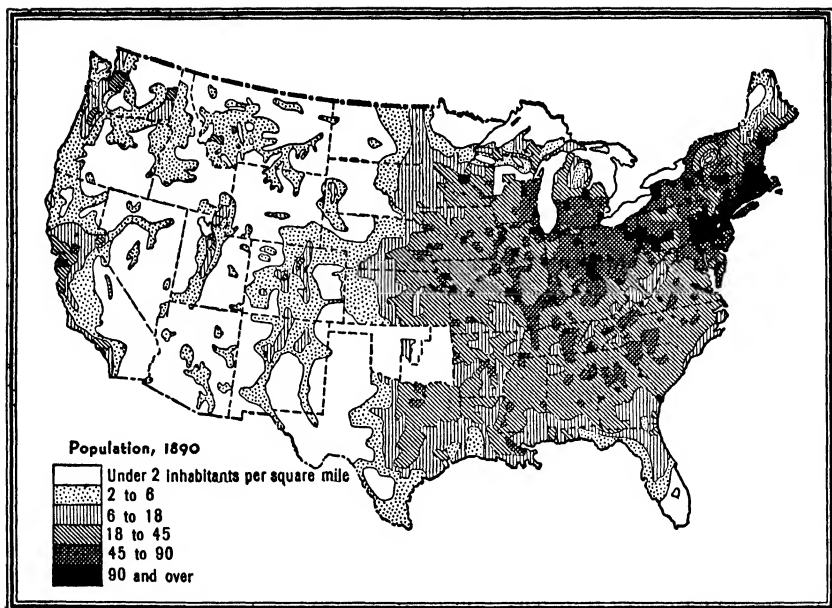 Population, 1890
Under 2 inhabitants per square mile
2 to 6
6 to 18
18 to 45
45 to 90
90 and over